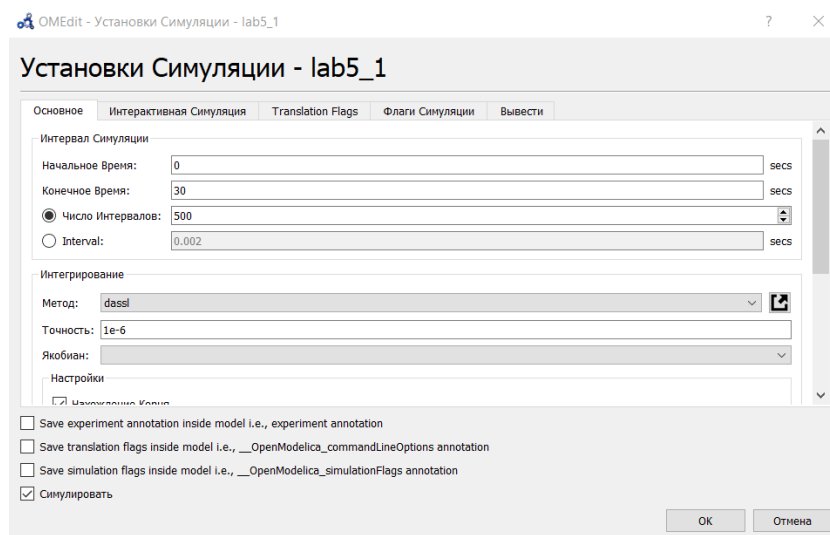 OMEdit - Установки Симуляции - lab5_1 ?
Установки Симуляции - lab5_1
Основное Интерактивная Симуляция Translation Flags Флаги Симуляции Вывести
Интервал Симуляции
Начальное Время: 0 secs
Конечное Время: 30 secs
Число Интервалов: 500
Interval: 0.002 secs
Интегрирование
Метод: dassl
Точность: 1e-6
Якобиан:
Настройки
Нахождение Корня
Save experiment annotation inside model i.e., experiment annotation
Save translation flags inside model i.e., __OpenModelica_commandLineOptions annotation
Save simulation flags inside model i.e., __OpenModelica_simulationFlags annotation
Симулировать
OK Отмена